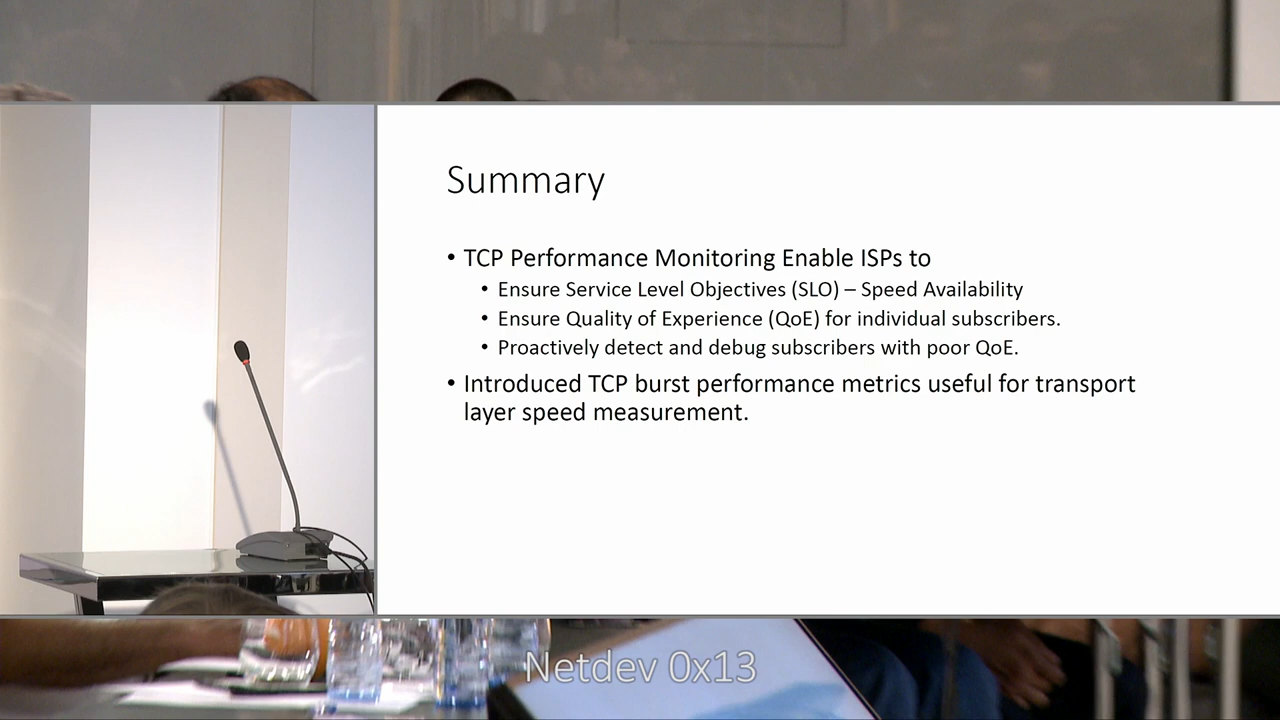 Summary
• TCP Performance Monitoring Enable ISPs to
• Ensure Service Level Objectives (SLO) – Speed Availability
• Ensure Quality of Experience (QoE) for individual subscribers.
• Proactively detect and debug subscribers with poor QoE.
• Introduced TCP burst performance metrics useful for transport
layer speed measurement.
Netdev 0x13